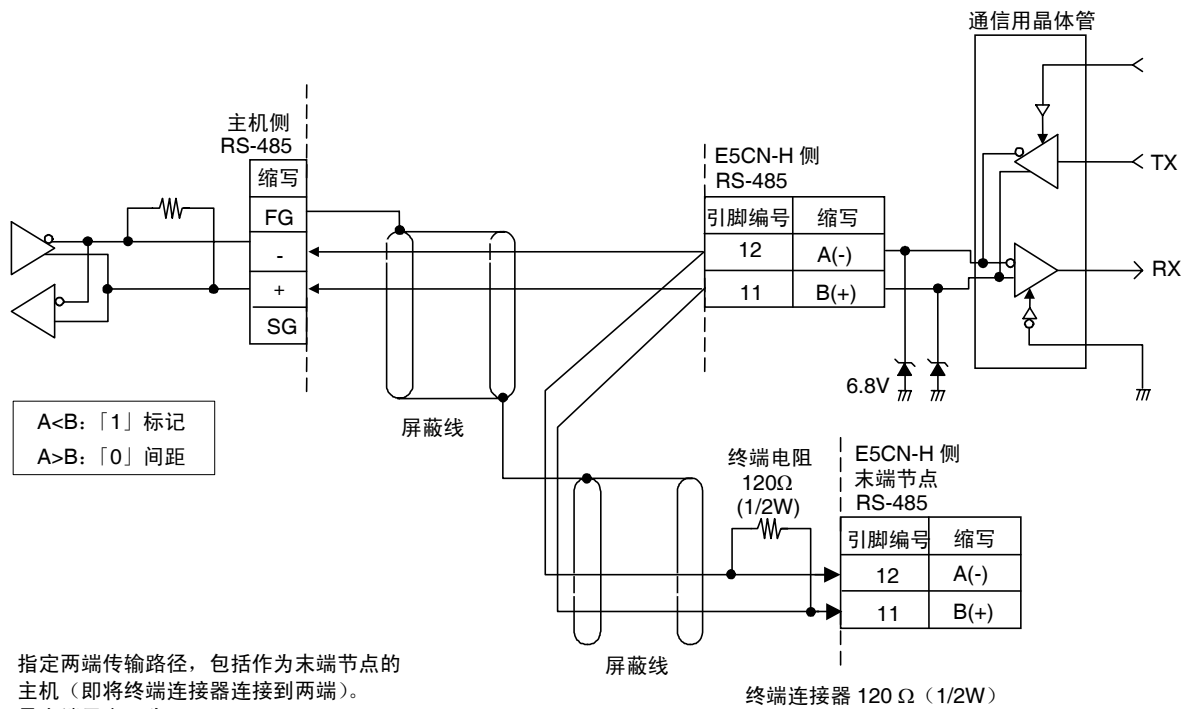 通信用晶体管
主机侧
RS-485
缩写
FG
-
+
SG
E5CN-H 侧
RS-485
引脚编号 缩写
12 A(-)
11 B(+)
TX
RX
6.8V
A<B:「1」标记
A>B:「0」间距
屏蔽线
终端电阻
120Ω
(1/2W)
E5CN-H 侧
末端节点
RS-485
引脚编号 缩写
12 A(-)
11 B(+)
屏蔽线
指定两端传输路径，包括作为末端节点的
主机（即将终端连接器连接到两端）。
终端连接器 120 Ω（1/2W）